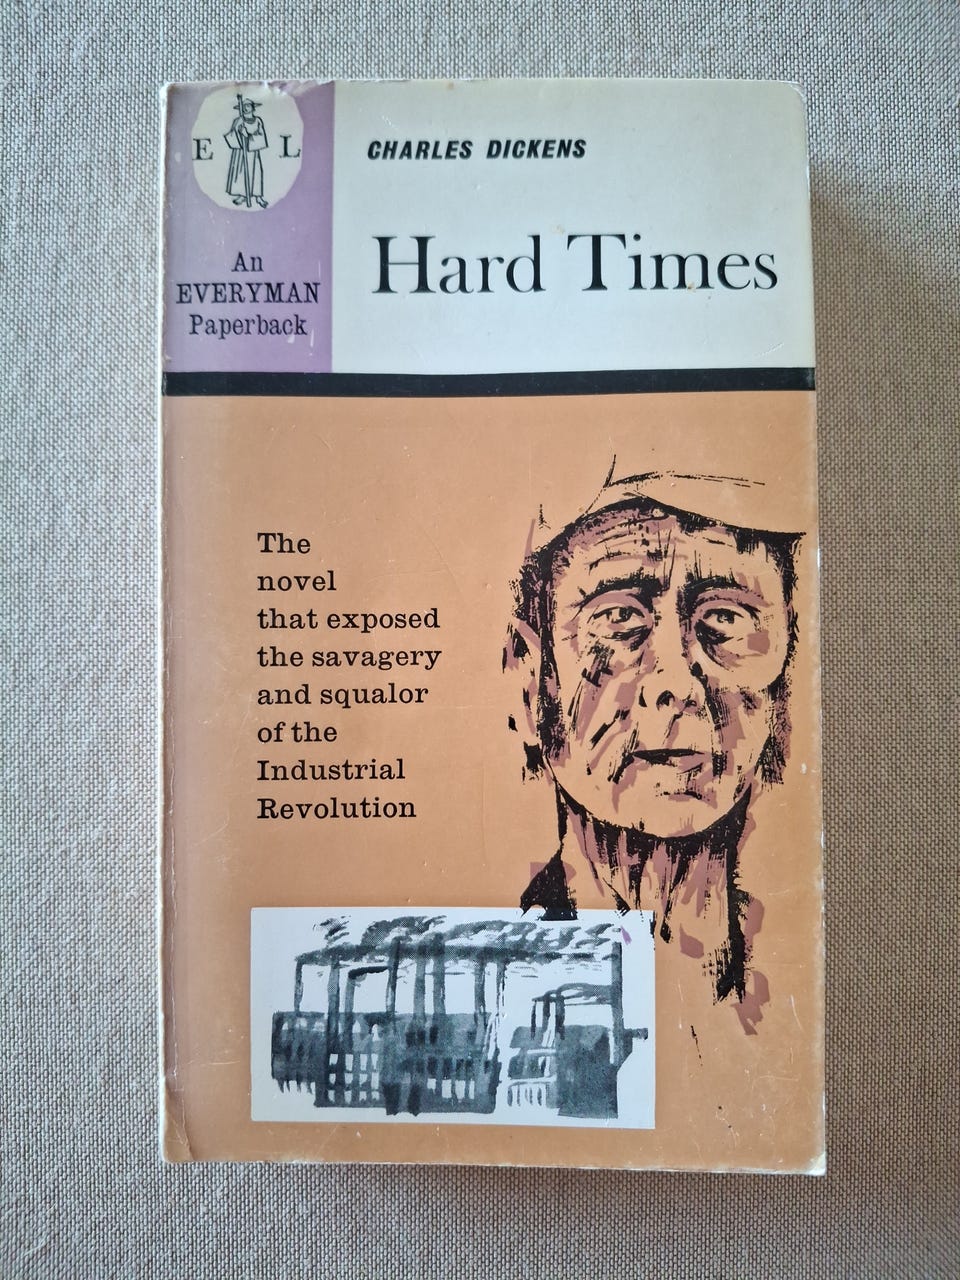 E L
An
EVERYMAN
Paperback
CHARLES DICKENS
Hard Times
The
novel
that exposed
the savagery
and squalor
of the
Industrial
Revolution